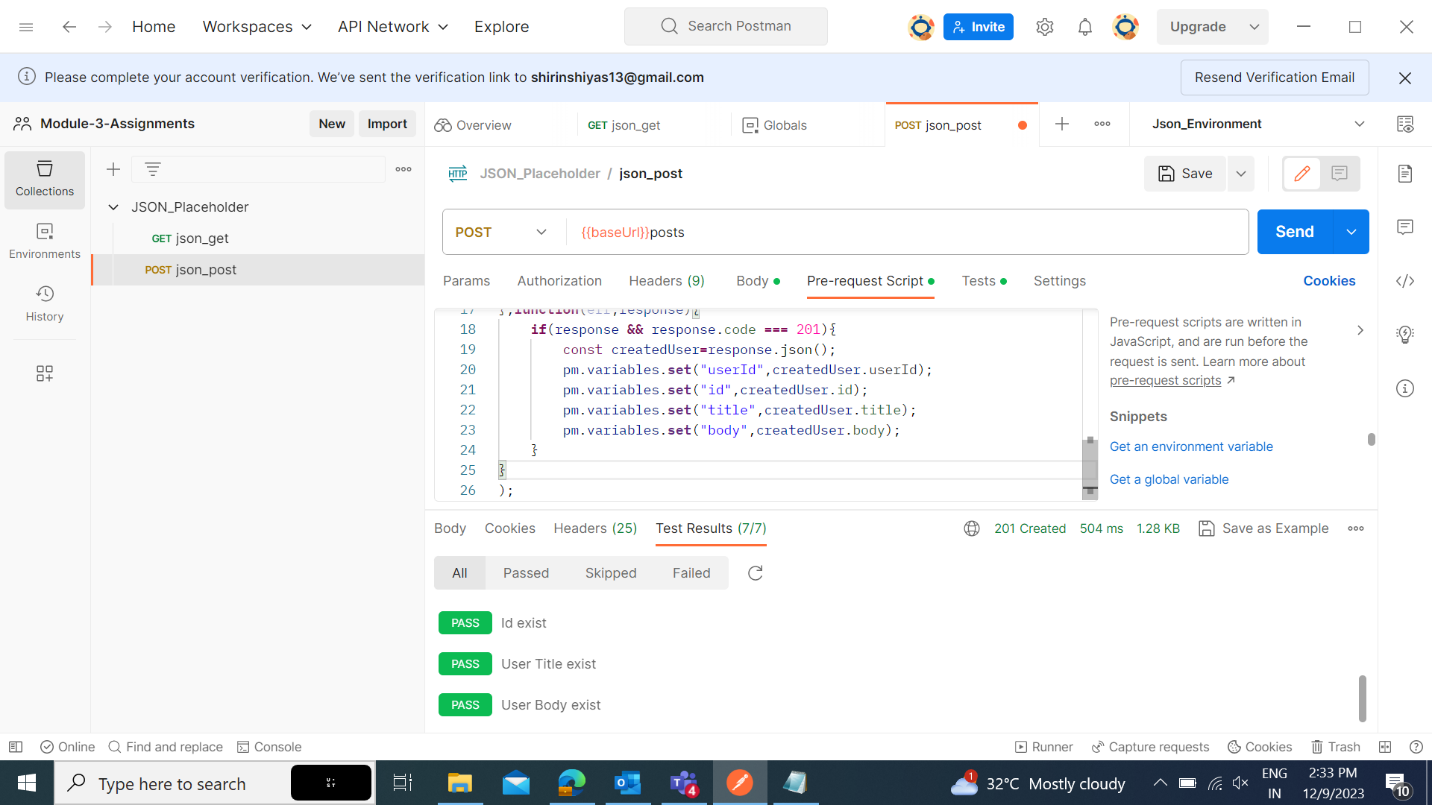 Home Workspaces API Network Explore Search Postman Invite Upgrade
Please complete your account verification. We've sent the verification link to shirinshiyas13@gmail.com Resend Verification Email
Module-3-Assignments New Import Overview GET json_get Globals POST json_post Json_Environment
Collections
Environments
History
JSON_Placeholder
GET json_get
POST json_post
HTTP JSON_Placeholder / json_post Save
POST {{baseUrl}}posts Send
Params Authorization Headers (9) Body Pre-request Script Tests Settings Cookies
17 },function(err,response){
18 if(response && response.code === 201){
19 const createdUser=response.json();
20 pm.variables.set("userId",createdUser.userId);
21 pm.variables.set("id",createdUser.id);
22 pm.variables.set("title",createdUser.title);
23 pm.variables.set("body",createdUser.body);
24 }
25 }
26 );
Pre-request scripts are written in
JavaScript, and are run before the
request is sent. Learn more about
pre-request scripts
Snippets
Get an environment variable
Get a global variable
Body Cookies Headers (25) Test Results (7/7) 201 Created 504 ms 1.28 KB Save as Example
All Passed Skipped Failed
PASS Id exist
PASS User Title exist
PASS User Body exist
Online Find and replace Console Runner Capture requests Cookies Trash
Type here to search 4 1 32°C Mostly cloudy ENG IN 2:33 PM 12/9/2023 10